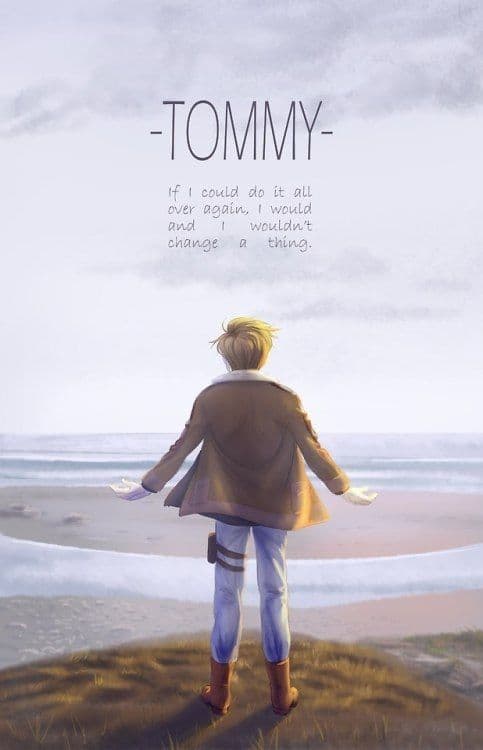 -TOMMY-
If I could do it all
over again, I would
and I wouldn't
change a thing.